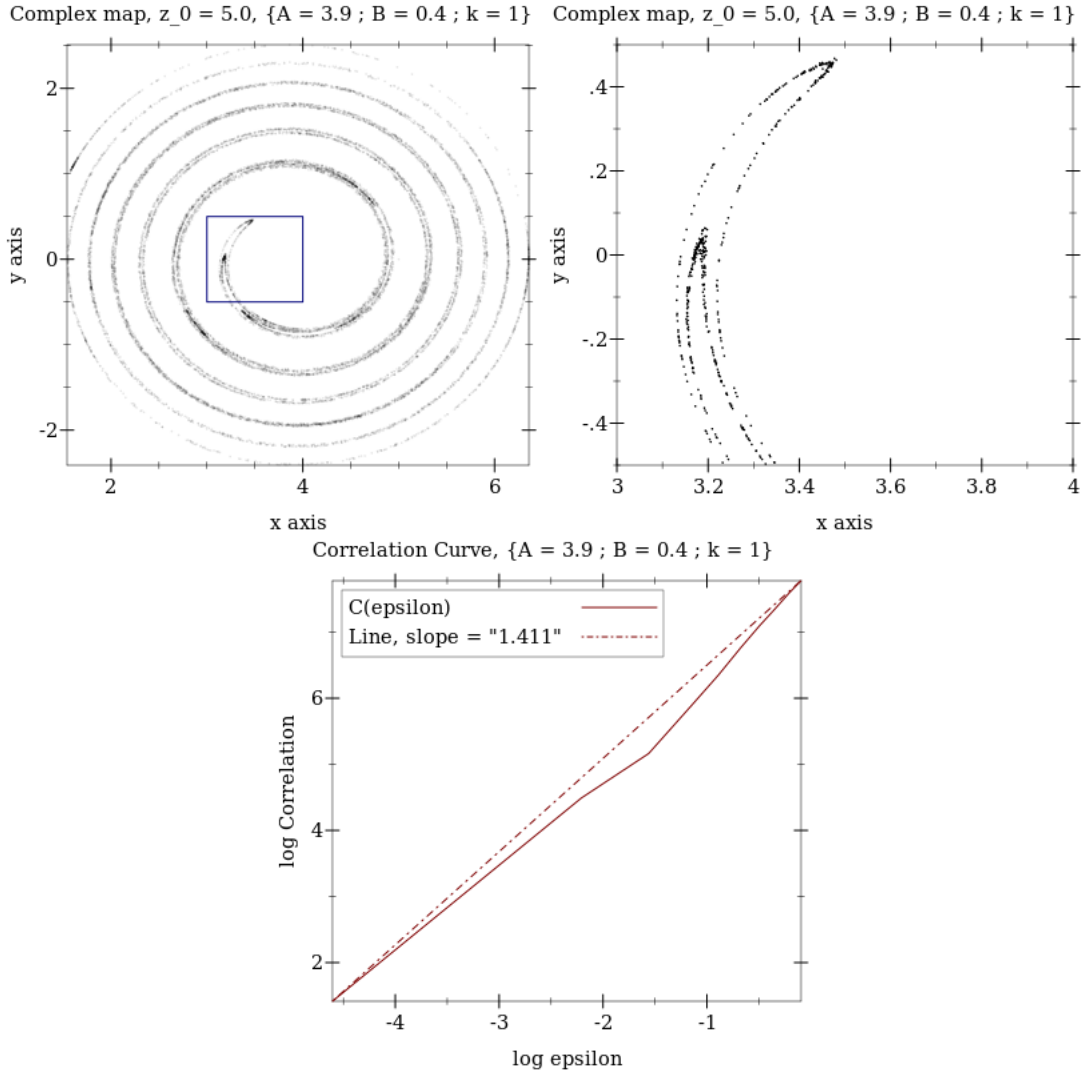 Complex map, z_0 = 5.0, {A = 3.9 ; B = 0.4 ; k = 1}
2
0
-2
y axis
2
4
6
x axis
Complex map, z_0 = 5.0, {A = 3.9 ; B = 0.4 ; k = 1}
.4
.2
0
-.2
-.4
y axis
3
3.2
3.4
3.6
3.8
4
x axis
Correlation Curve, {A = 3.9 ; B = 0.4 ; k = 1}
C(epsilon)
Line, slope = "1.411"
6
4
2
log Correlation
-4
-3
-2
-1
log epsilon